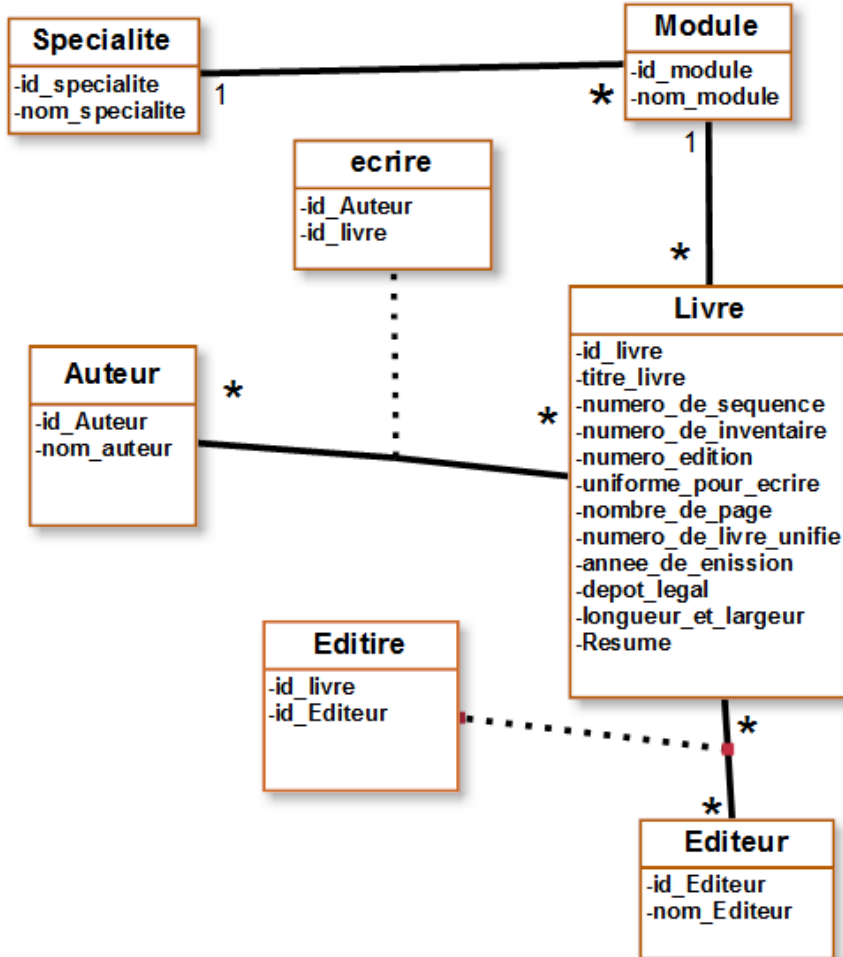 Specialite
-id_specialite
-nom_specialite
1
*
Module
-id_module
-nom_module
1
*
ecrire
-id_Auteur
-id_livre
Auteur
-id_Auteur
-nom_auteur
*
*
Livre
-id_livre
-titre_livre
-numero_de_sequence
-numero_de_inventaire
-numero_edition
-uniforme_pour_ecrire
-nombre_de_page
-numero_de_livre_unifie
-annee_de_enission
-depot_legal
-longueur_et_largeur
-Resume
Editire
-id_livre
-id_Editeur
*
*
Editeur
-id_Editeur
-nom_Editeur